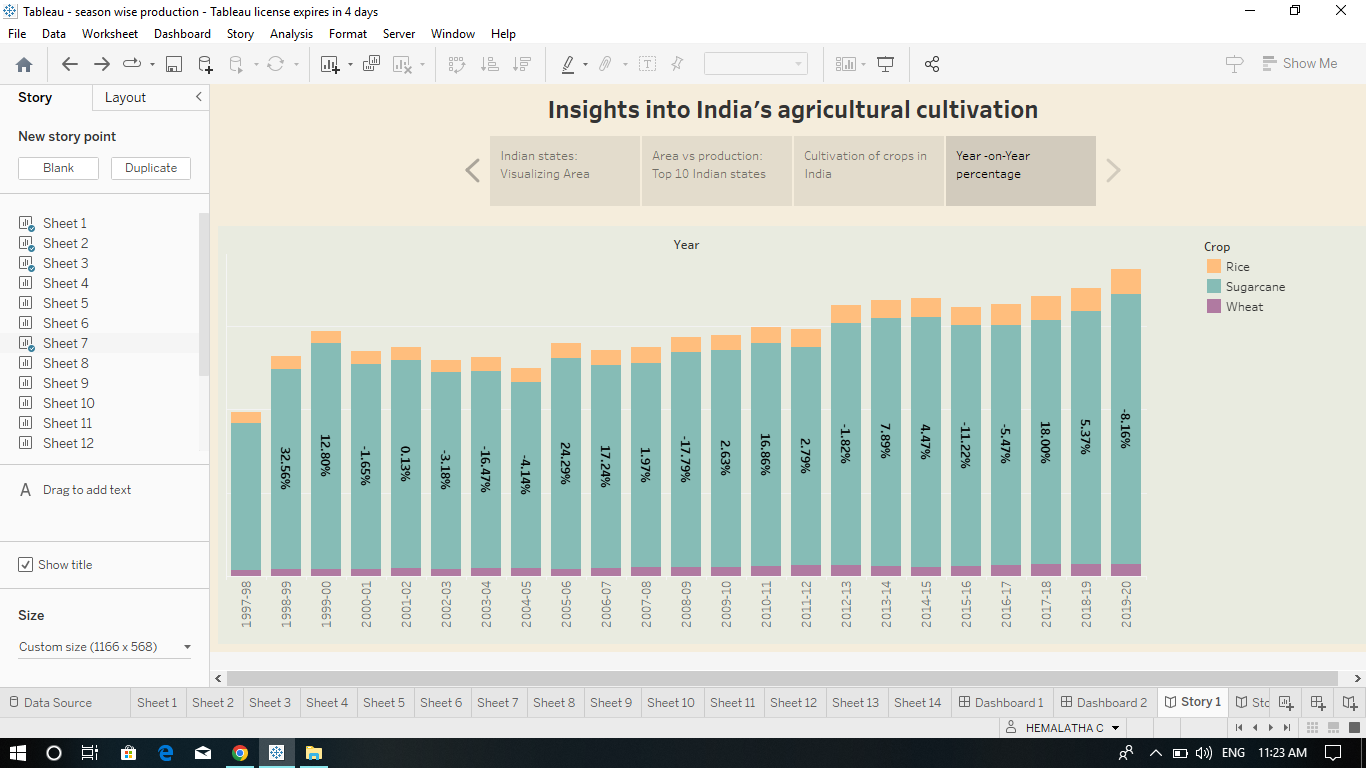 Tableau - season wise production - Tableau license expires in 4 days
File Data Worksheet Dashboard Story Analysis Format Server Window Help
Show Me
Story Layout
New story point
Blank Duplicate
Sheet 1
Sheet 2
Sheet 3
Sheet 4
Sheet 5
Sheet 6
Sheet 7
Sheet 8
Sheet 9
Sheet 10
Sheet 11
Sheet 12
A Drag to add text
Show title
Size
Custom size (1166 x 568)
Insights into India's agricultural cultivation
Indian states:
Visualizing Area
Area vs production:
Top 10 Indian states
Cultivation of crops in
India
Year -on-Year
percentage
Year
Crop
Rice
Sugarcane
Wheat
32.56%
12.80%
-1.65%
0.13%
-3.18%
-16.47%
-4.14%
24.29%
17.24%
1.97%
-17.79%
2.63%
16.86%
2.79%
-1.82%
7.89%
4.47%
-11.22%
-5.47%
18.00%
5.37%
-8.16%
1997-98
1998-99
1999-00
2000-01
2001-02
2002-03
2003-04
2004-05
2005-06
2006-07
2007-08
2008-09
2009-10
2010-11
2011-12
2012-13
2013-14
2014-15
2015-16
2016-17
2017-18
2018-19
2019-20
Data Source Sheet 1 Sheet 2 Sheet 3 Sheet 4 Sheet 5 Sheet 6 Sheet 7 Sheet 8 Sheet 9 Sheet 10 Sheet 11 Sheet 12 Sheet 13 Sheet 14 Dashboard 1 Dashboard 2 Story 1 Stc
HEMALATHA C
ENG 11:23 AM